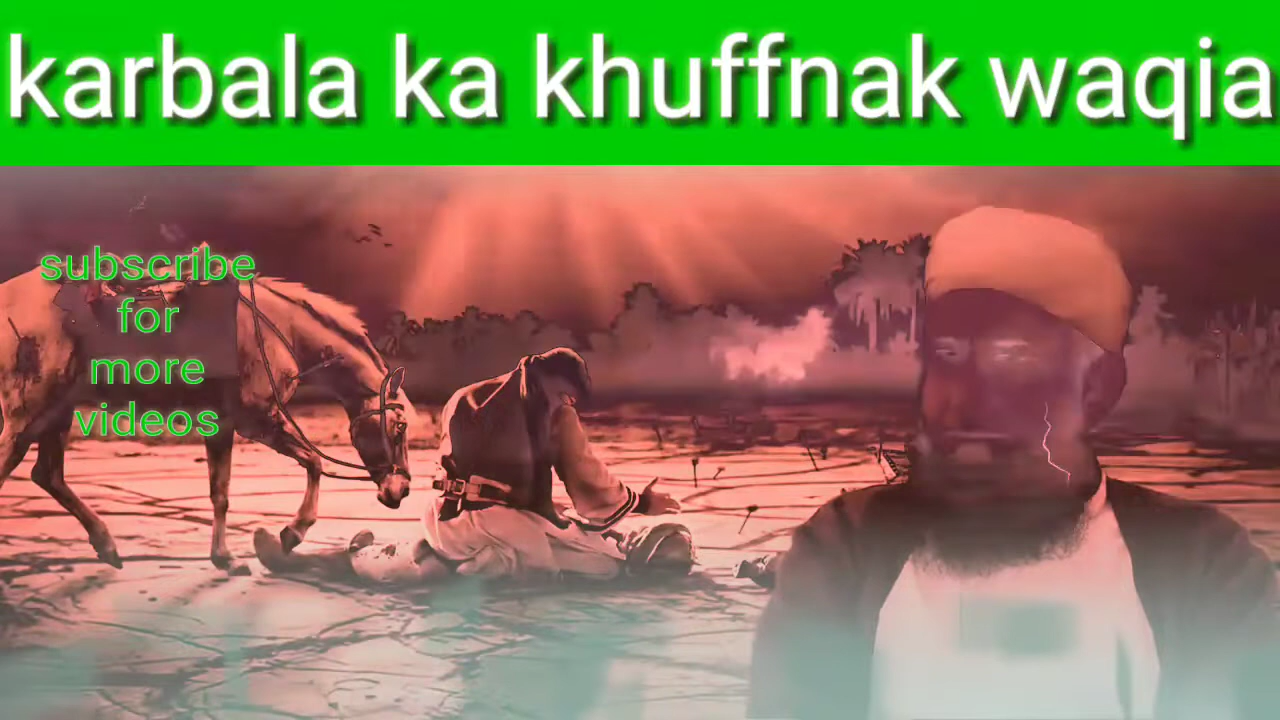 karbala ka khuffnak waqia
subscribe
for
more
videos